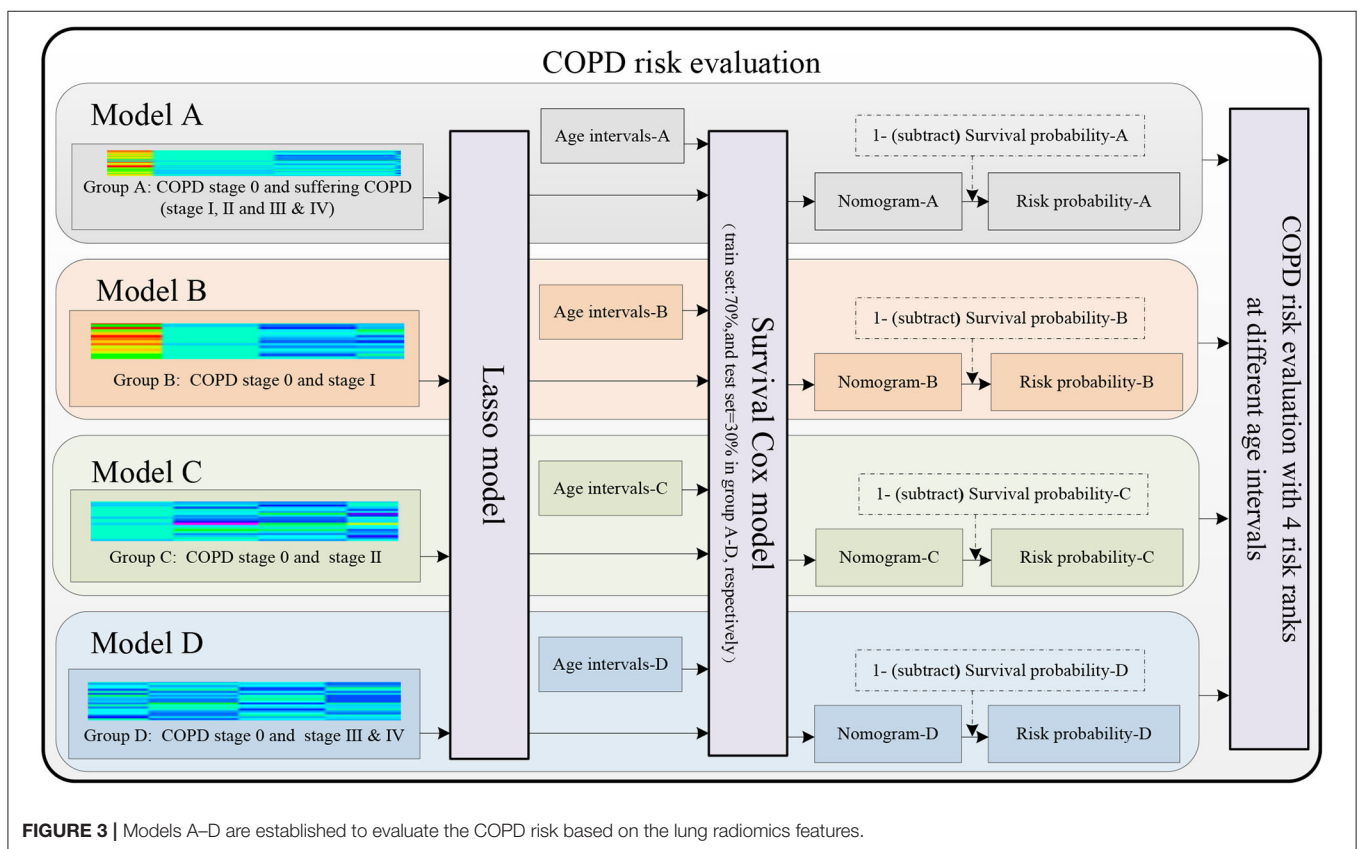 COPD risk evaluation
Model A
Group A: COPD stage 0 and suffering COPD
(stage I, II and III & IV)
Age intervals-A
1- (subtract) Survival probability-A
Nomogram-A
Risk probability-A
Model B
Group B: COPD stage 0 and stage I
Age intervals-B
1- (subtract) Survival probability-B
Nomogram-B
Risk probability-B
Model C
Group C: COPD stage 0 and stage II
Age intervals-C
1- (subtract) Survival probability-C
Nomogram-C
Risk probability-C
Model D
Group D: COPD stage 0 and stage III & IV
Age intervals-D
1- (subtract) Survival probability-D
Nomogram-D
Risk probability-D
Lasso model
Survival Cox model
(train set:70%,and test set=30% in group A-D, respectively)
COPD risk evaluation with 4 risk ranks
at different age intervals
FIGURE 3 | Models A–D are established to evaluate the COPD risk based on the lung radiomics features.